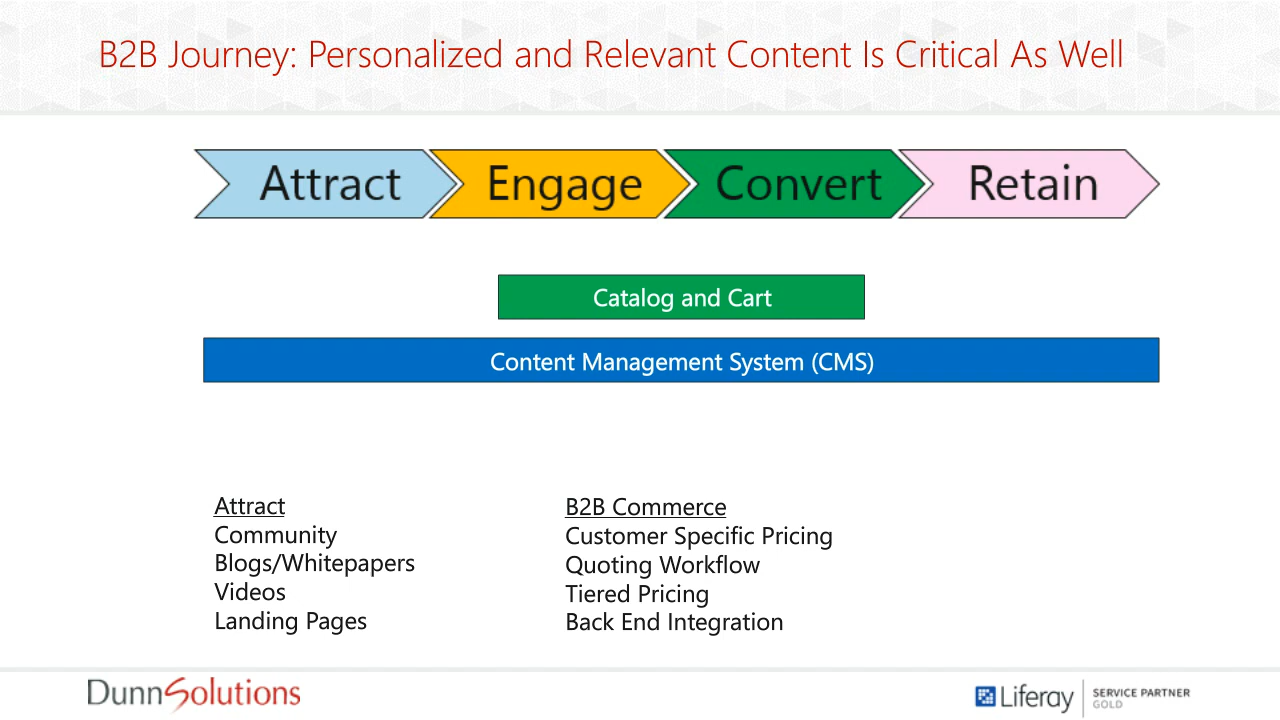 B2B Journey: Personalized and Relevant Content Is Critical As Well
Attract
Engage
Convert
Retain
Catalog and Cart
Content Management System (CMS)
Attract
Community
Blogs/Whitepapers
Videos
Landing Pages
B2B Commerce
Customer Specific Pricing
Quoting Workflow
Tiered Pricing
Back End Integration
DunnSolutions
Liferay
SERVICE PARTNER
GOLD